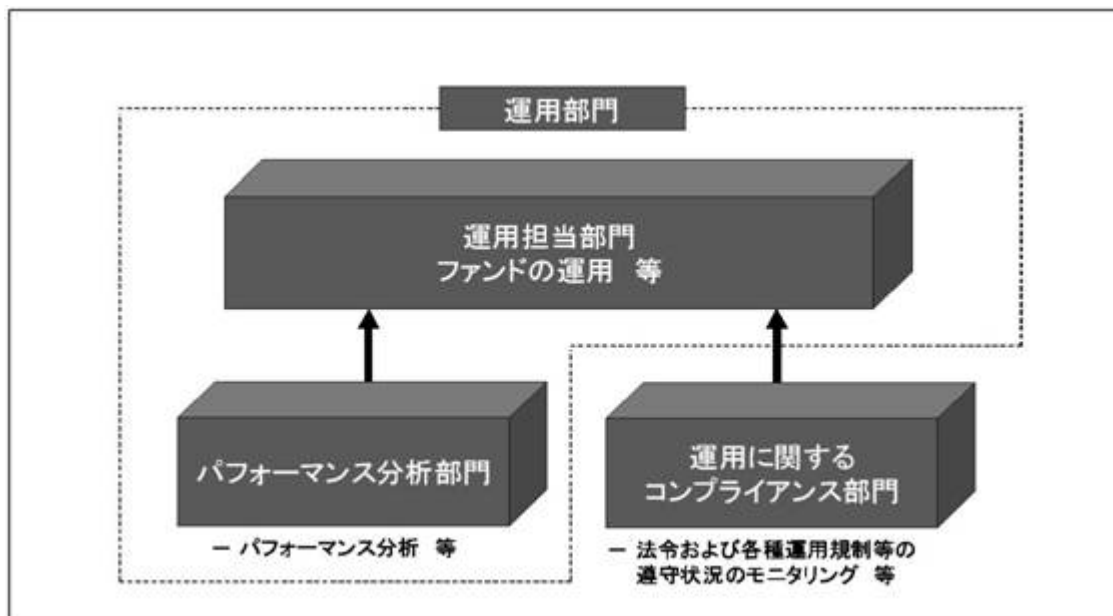 運用部門
運用担当部門
ファンドの運用 等
パフォーマンス分析部門
- パフォーマンス分析 等
運用に関する
コンプライアンス部門
- 法令および各種運用規制等の
遵守状況のモニタリング 等